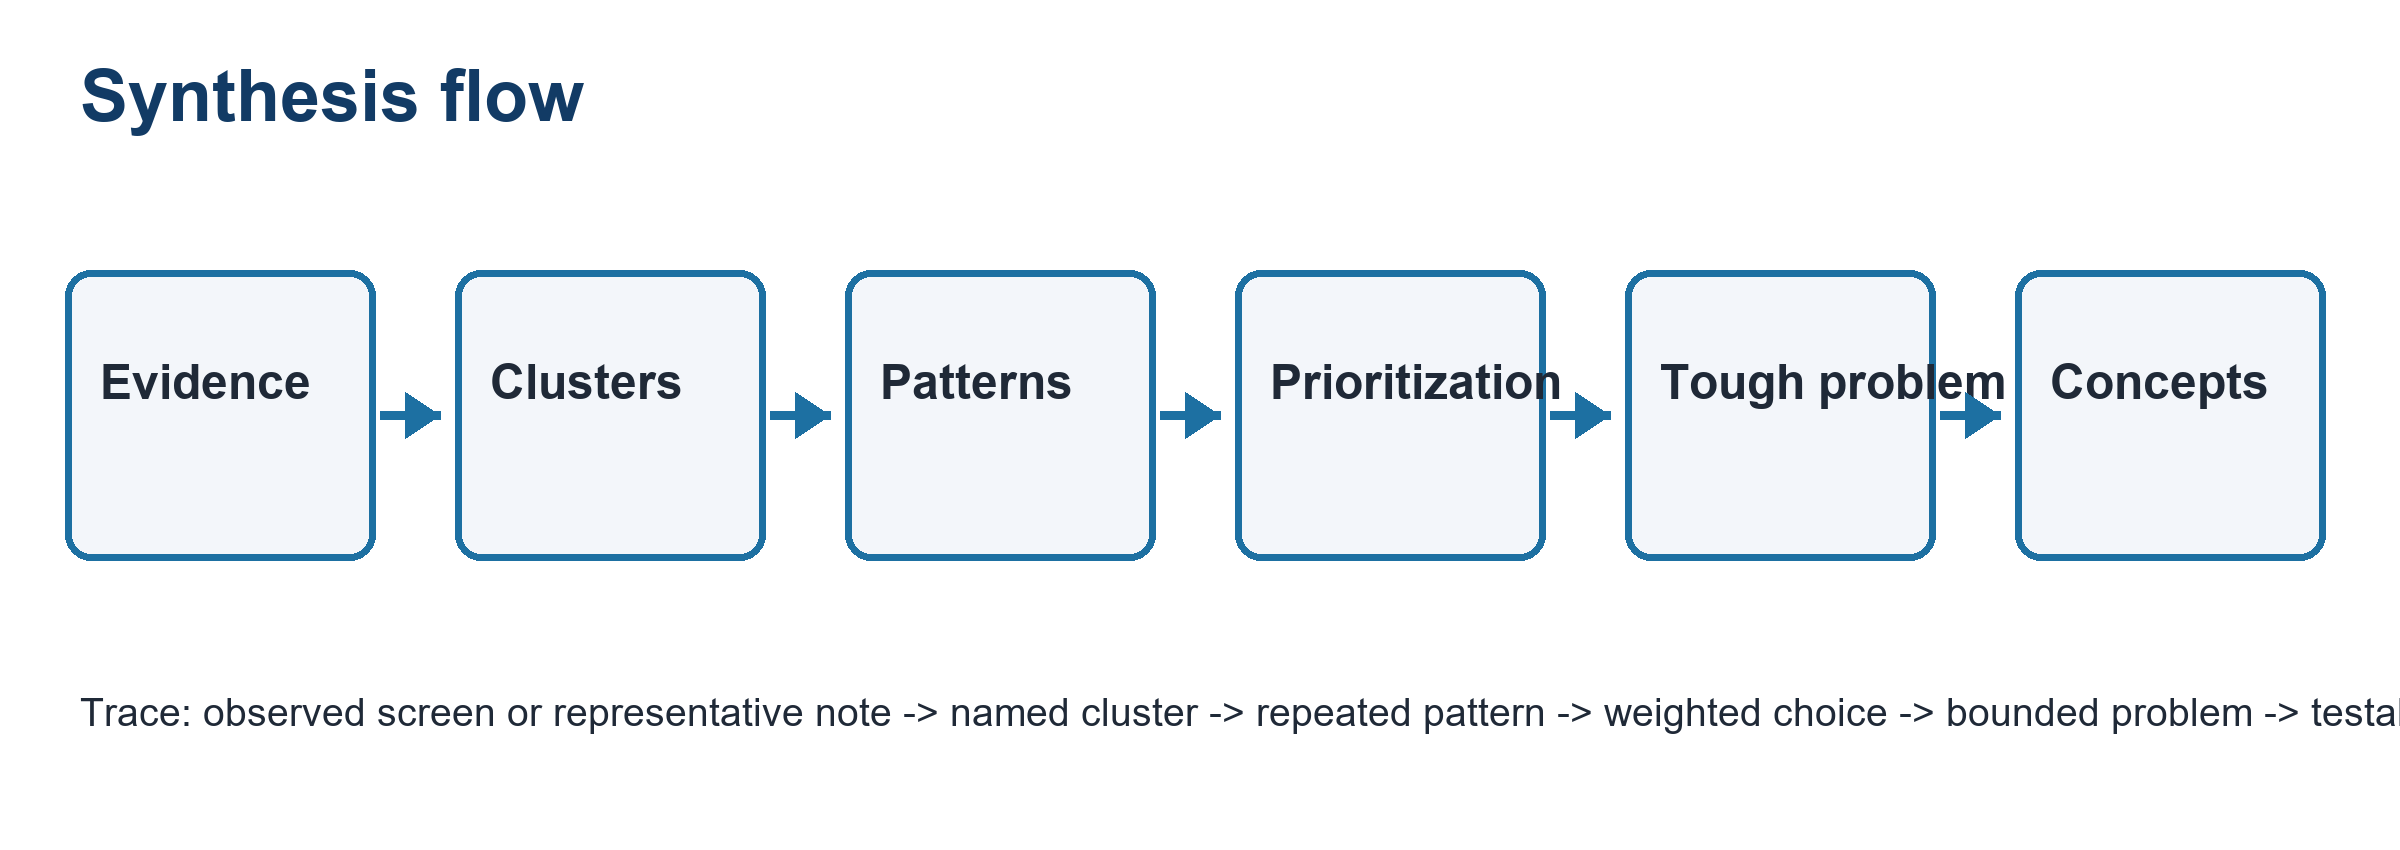 Synthesis flow
Evidence
Clusters
Patterns
Prioritization
Tough problem
Concepts
Trace: observed screen or representative note -> named cluster -> repeated pattern -> weighted choice -> bounded problem ->